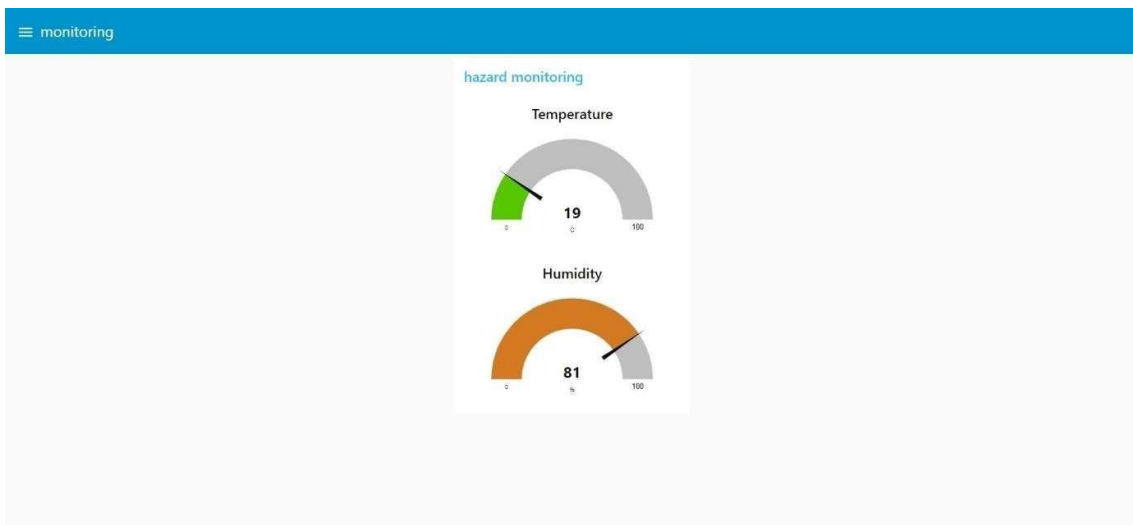 monitoring
hazard monitoring
Temperature
19
0 C 100
Humidity
81
0 % 100